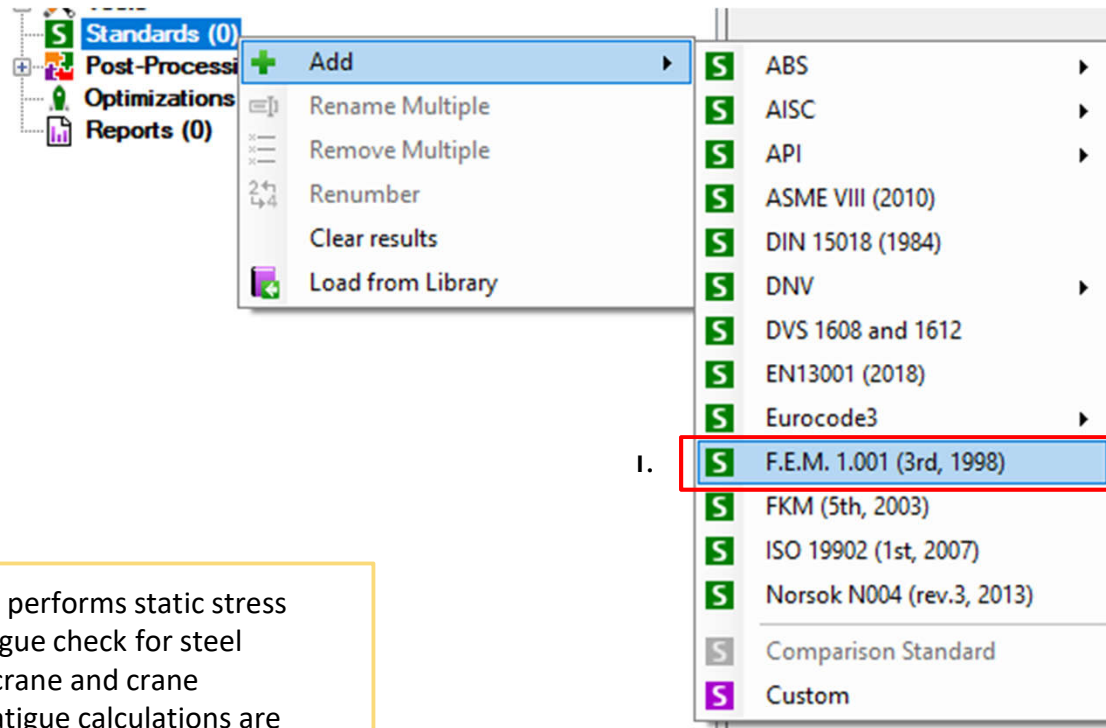 Standards (0)
Post-Processi
Optimizations
Reports (0)
Add
Rename Multiple
Remove Multiple
Renumber
Clear results
Load from Library
ABS
AISC
API
ASME VIII (2010)
DIN 15018 (1984)
DNV
DVS 1608 and 1612
EN13001 (2018)
Eurocode3
I.
F.E.M. 1.001 (3rd, 1998)
FKM (5th, 2003)
ISO 19902 (1st, 2007)
Norsok N004 (rev.3, 2013)
Comparison Standard
Custom
performs static stress
gue check for steel
crane and crane
atigue calculations are